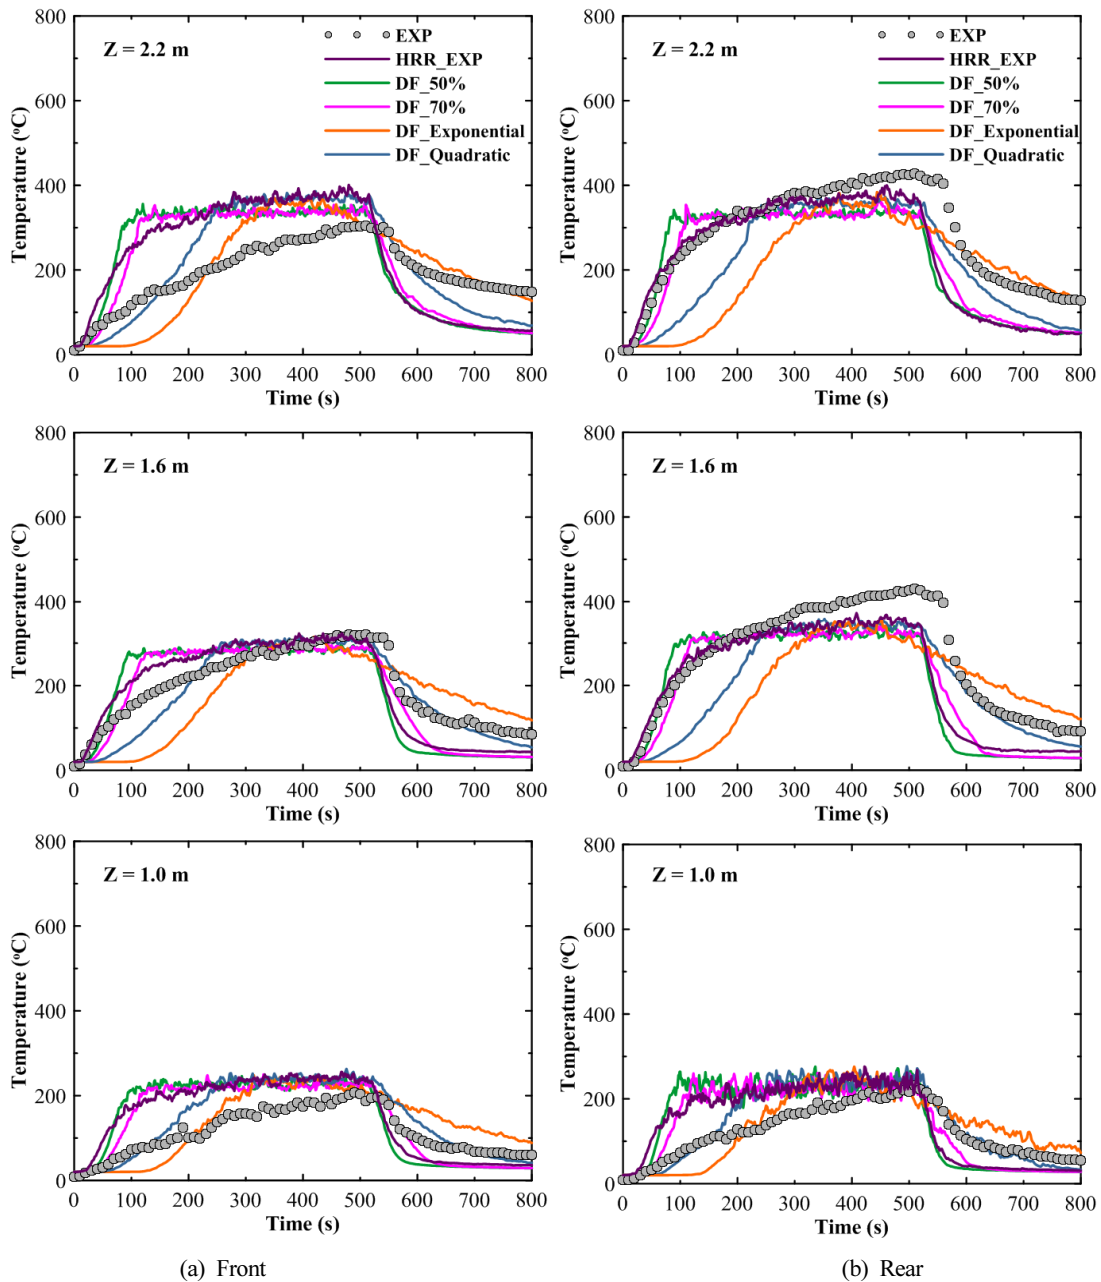 Z = 2.2 m
EXP
HRR_EXP
DF_50%
DF_70%
DF_Exponential
DF_Quadratic
Temperature (°C)
800
600
400
200
0
0 100 200 300 400 500 600 700 800
Time (s)
Z = 2.2 m
EXP
HRR_EXP
DF_50%
DF_70%
DF_Exponential
DF_Quadratic
Temperature (°C)
800
600
400
200
0
0 100 200 300 400 500 600 700 800
Time (s)
Z = 1.6 m
Temperature (°C)
800
600
400
200
0
0 100 200 300 400 500 600 700 800
Time (s)
Z = 1.6 m
Temperature (°C)
800
600
400
200
0
0 100 200 300 400 500 600 700 800
Time (s)
Z = 1.0 m
Temperature (°C)
800
600
400
200
0
0 100 200 300 400 500 600 700 800
Time (s)
Z = 1.0 m
Temperature (°C)
800
600
400
200
0
0 100 200 300 400 500 600 700 800
Time (s)
(a) Front
(b) Rear